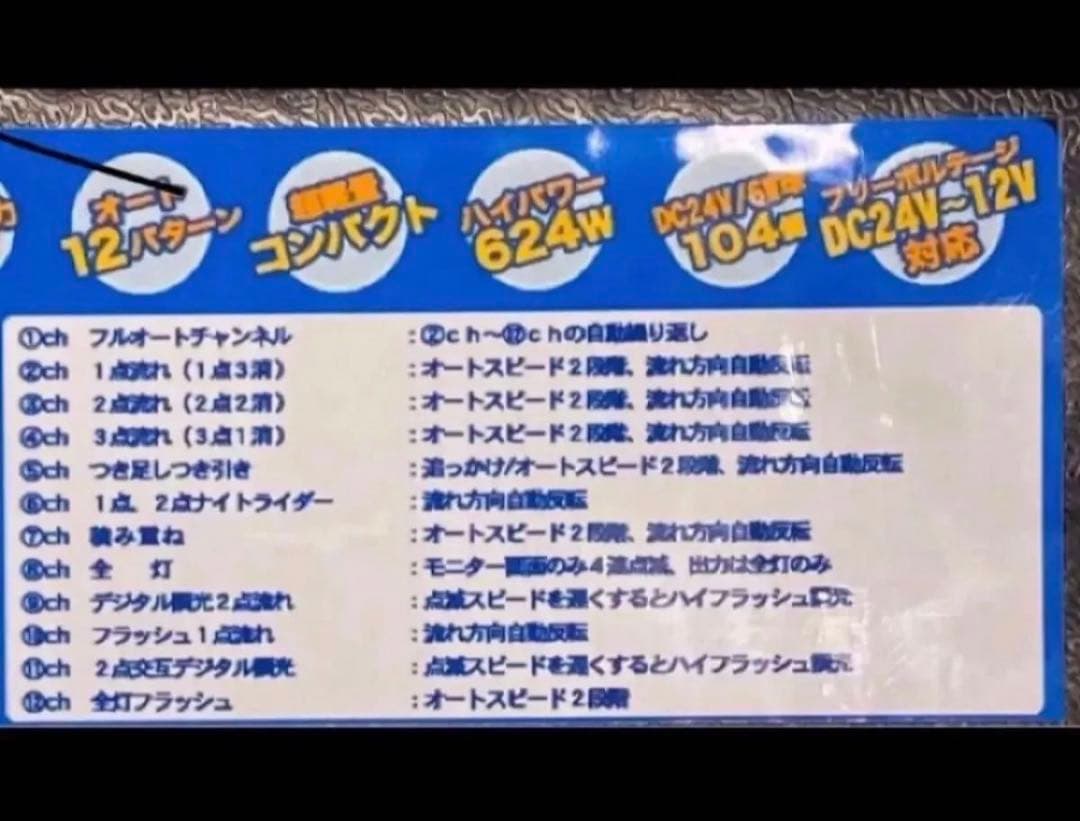 オート
12パターン
超軽量
コンパクト
ハイパワー
624W
DC24V/6
104個
フリーボルテージ
DC24V～12V
対応
①ch フルオートチャンネル :②ch～⑫chの自動繰り返し
②ch 1点流れ（1点3消） :オートスピード2段階、流れ方向自動反転
③ch 2点流れ（2点2消） :オートスピード2段階、流れ方向自動反転
④ch 3点流れ（3点1消） :オートスピード2段階、流れ方向自動反転
⑤ch つき足しつき引き :追っかけ/オートスピード2段階、流れ方向自動反転
⑥ch 1点、2点ナイトライダー :流れ方向自動反転
⑦ch 積み重ね :オートスピード2段階、流れ方向自動反転
⑧ch 全 灯 :モニター画面のみ4連点滅、出力は全灯のみ
⑨ch デジタル調光2点流れ :点滅スピードを遅くするとハイフラッシュ調光
⑩ch フラッシュ1点流れ :流れ方向自動反転
⑪ch 2点交互デジタル調光 :点滅スピードを遅くするとハイフラッシュ調光
⑫ch 全灯フラッシュ :オートスピード2段階